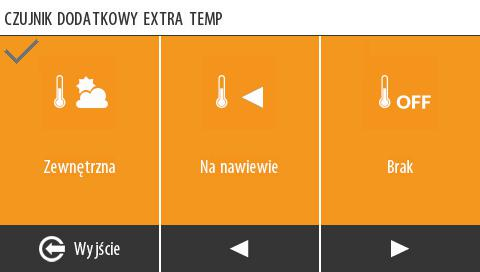 CZUJNIK DODATKOWY EXTRA TEMP
OFF
Zewnętrzna
Na nawiewie
Brak
Wyjście